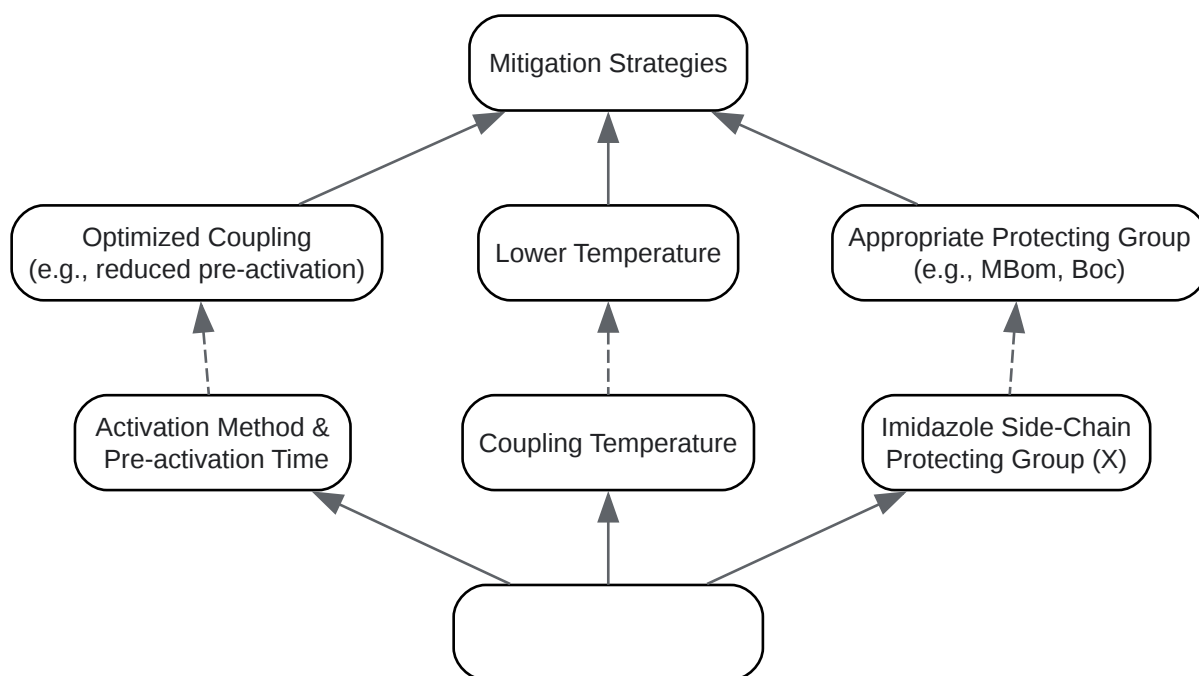 Mitigation Strategies
Optimized Coupling
(e.g., reduced pre-activation)
Lower Temperature
Appropriate Protecting Group
(e.g., MBom, Boc)
Activation Method &
Pre-activation Time
Coupling Temperature
Imidazole Side-Chain
Protecting Group (X)